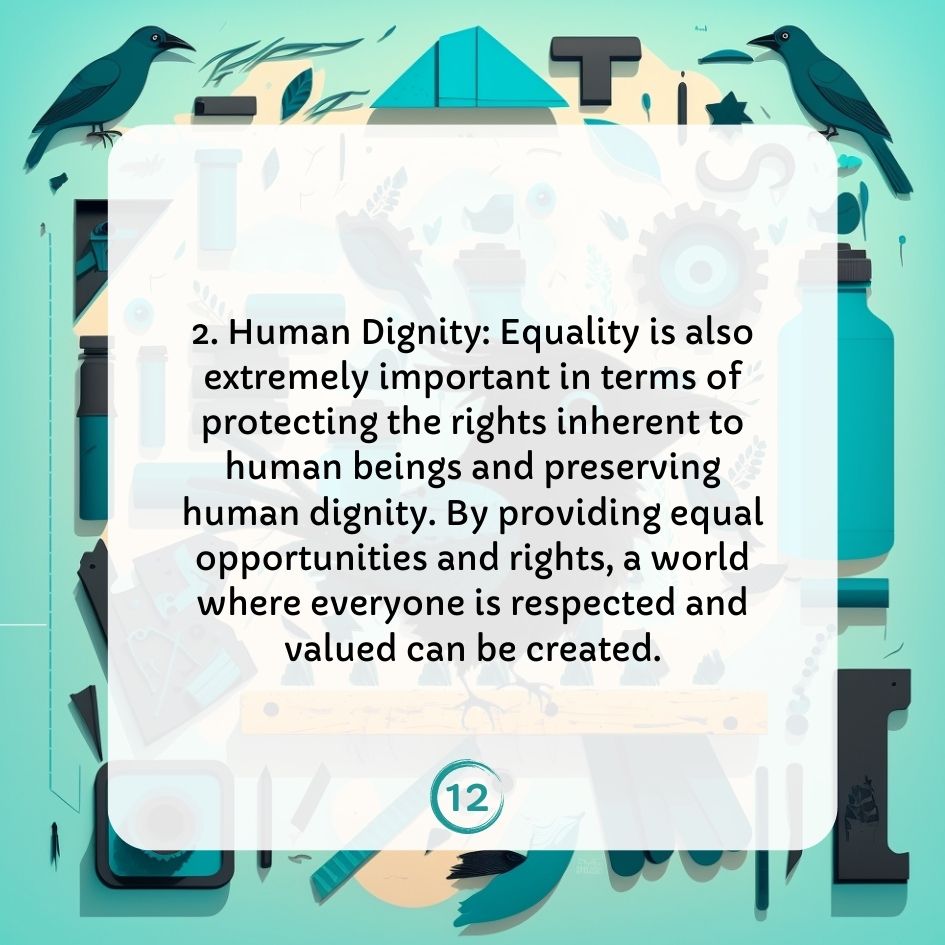 2. Human Dignity: Equality is also
extremely important in terms of
protecting the rights inherent to
human beings and preserving
human dignity. By providing equal
opportunities and rights, a world
where everyone is respected and
valued can be created.
12